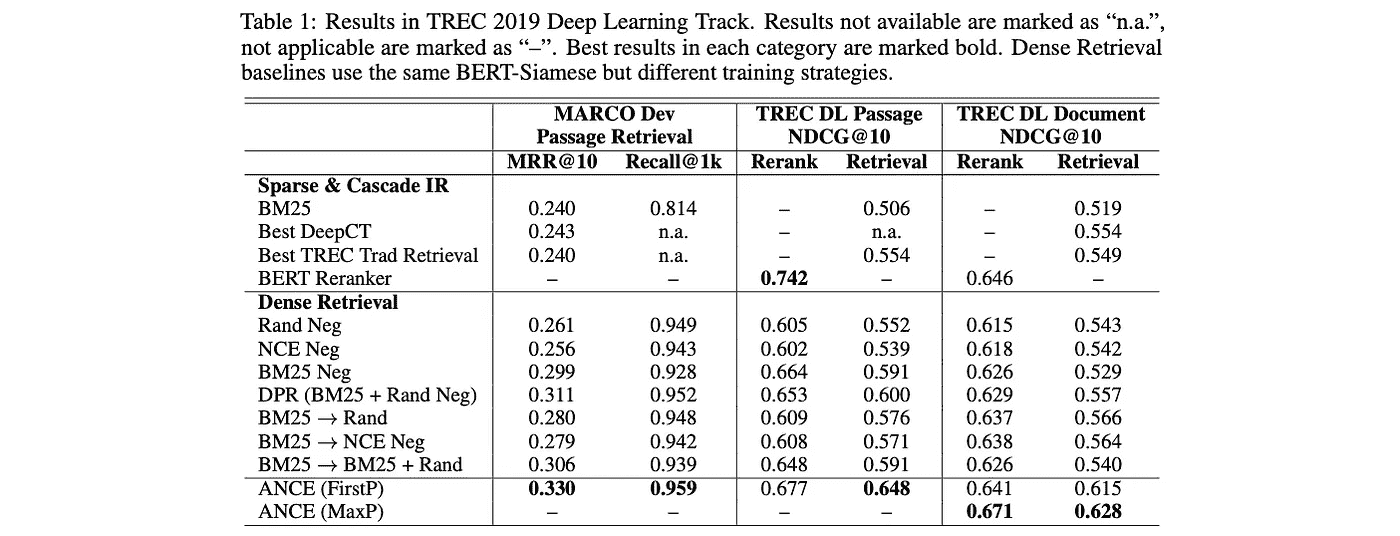 Table 1: Results in TREC 2019 Deep Learning Track. Results not available are marked as “n.a.”,
not applicable are marked as “–”. Best results in each category are marked bold. Dense Retrieval
baselines use the same BERT-Siamese but different training strategies.
MARCO Dev TREC DL Passage TREC DL Document
Passage Retrieval NDCG@10 NDCG@10
MRR@10 Recall@1k Rerank Retrieval Rerank Retrieval
Sparse & Cascade IR
BM25 0.240 0.814 – 0.506 – 0.519
Best DeepCT 0.243 n.a. – n.a. – 0.554
Best TREC Trad Retrieval 0.240 n.a. – 0.554 – 0.549
BERT Reranker – – 0.742 – 0.646 –
Dense Retrieval
Rand Neg 0.261 0.949 0.605 0.552 0.615 0.543
NCE Neg 0.256 0.943 0.602 0.539 0.618 0.542
BM25 Neg 0.299 0.928 0.664 0.591 0.626 0.529
DPR (BM25 + Rand Neg) 0.311 0.952 0.653 0.600 0.629 0.557
BM25 → Rand 0.280 0.948 0.609 0.576 0.637 0.566
BM25 → NCE Neg 0.279 0.942 0.608 0.571 0.638 0.564
BM25 → BM25 + Rand 0.306 0.939 0.648 0.591 0.626 0.540
ANCE (FirstP) 0.330 0.959 0.677 0.648 0.641 0.615
ANCE (MaxP) – – – – 0.671 0.628